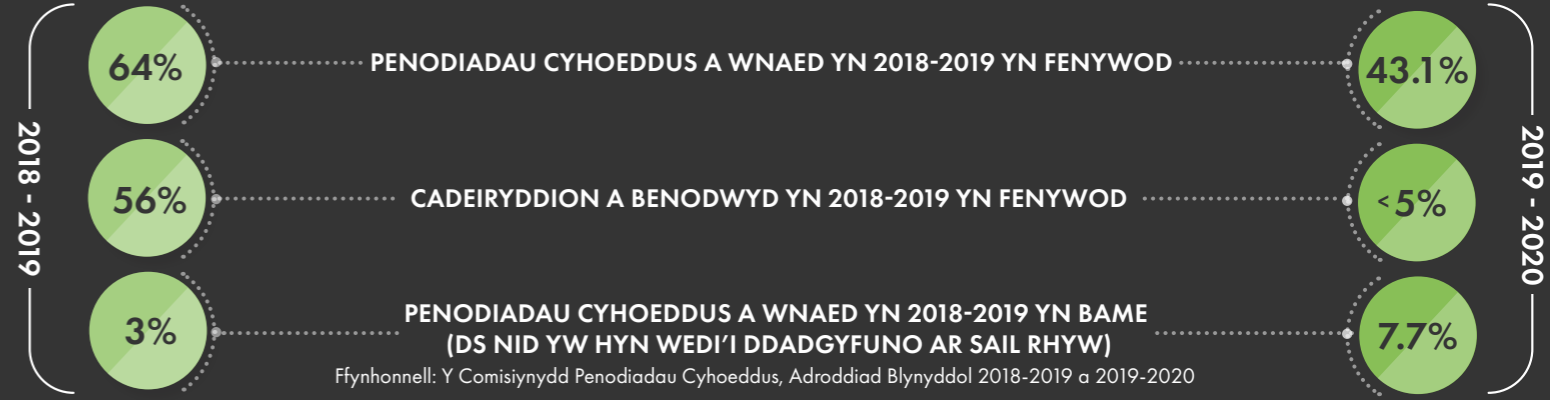 2018 - 2019
64%
PENODIADAU CYHOEDDUS A WNAED YN 2018-2019 YN FENYWOD
43.1%
56%
CADEIRYDDION A BENODWYD YN 2018-2019 YN FENYWOD
<5%
3%
PENODIADAU CYHOEDDUS A WNAED YN 2018-2019 YN BAME
(DS NID YW HYN WEDI’I DDADGYFUNO AR SAIL RHYW)
7.7%
Ffynhonnell: Y Comisiynydd Penodiadau Cyhoeddus, Adroddiad Blynyddol 2018-2019 a 2019-2020
2019 - 2020